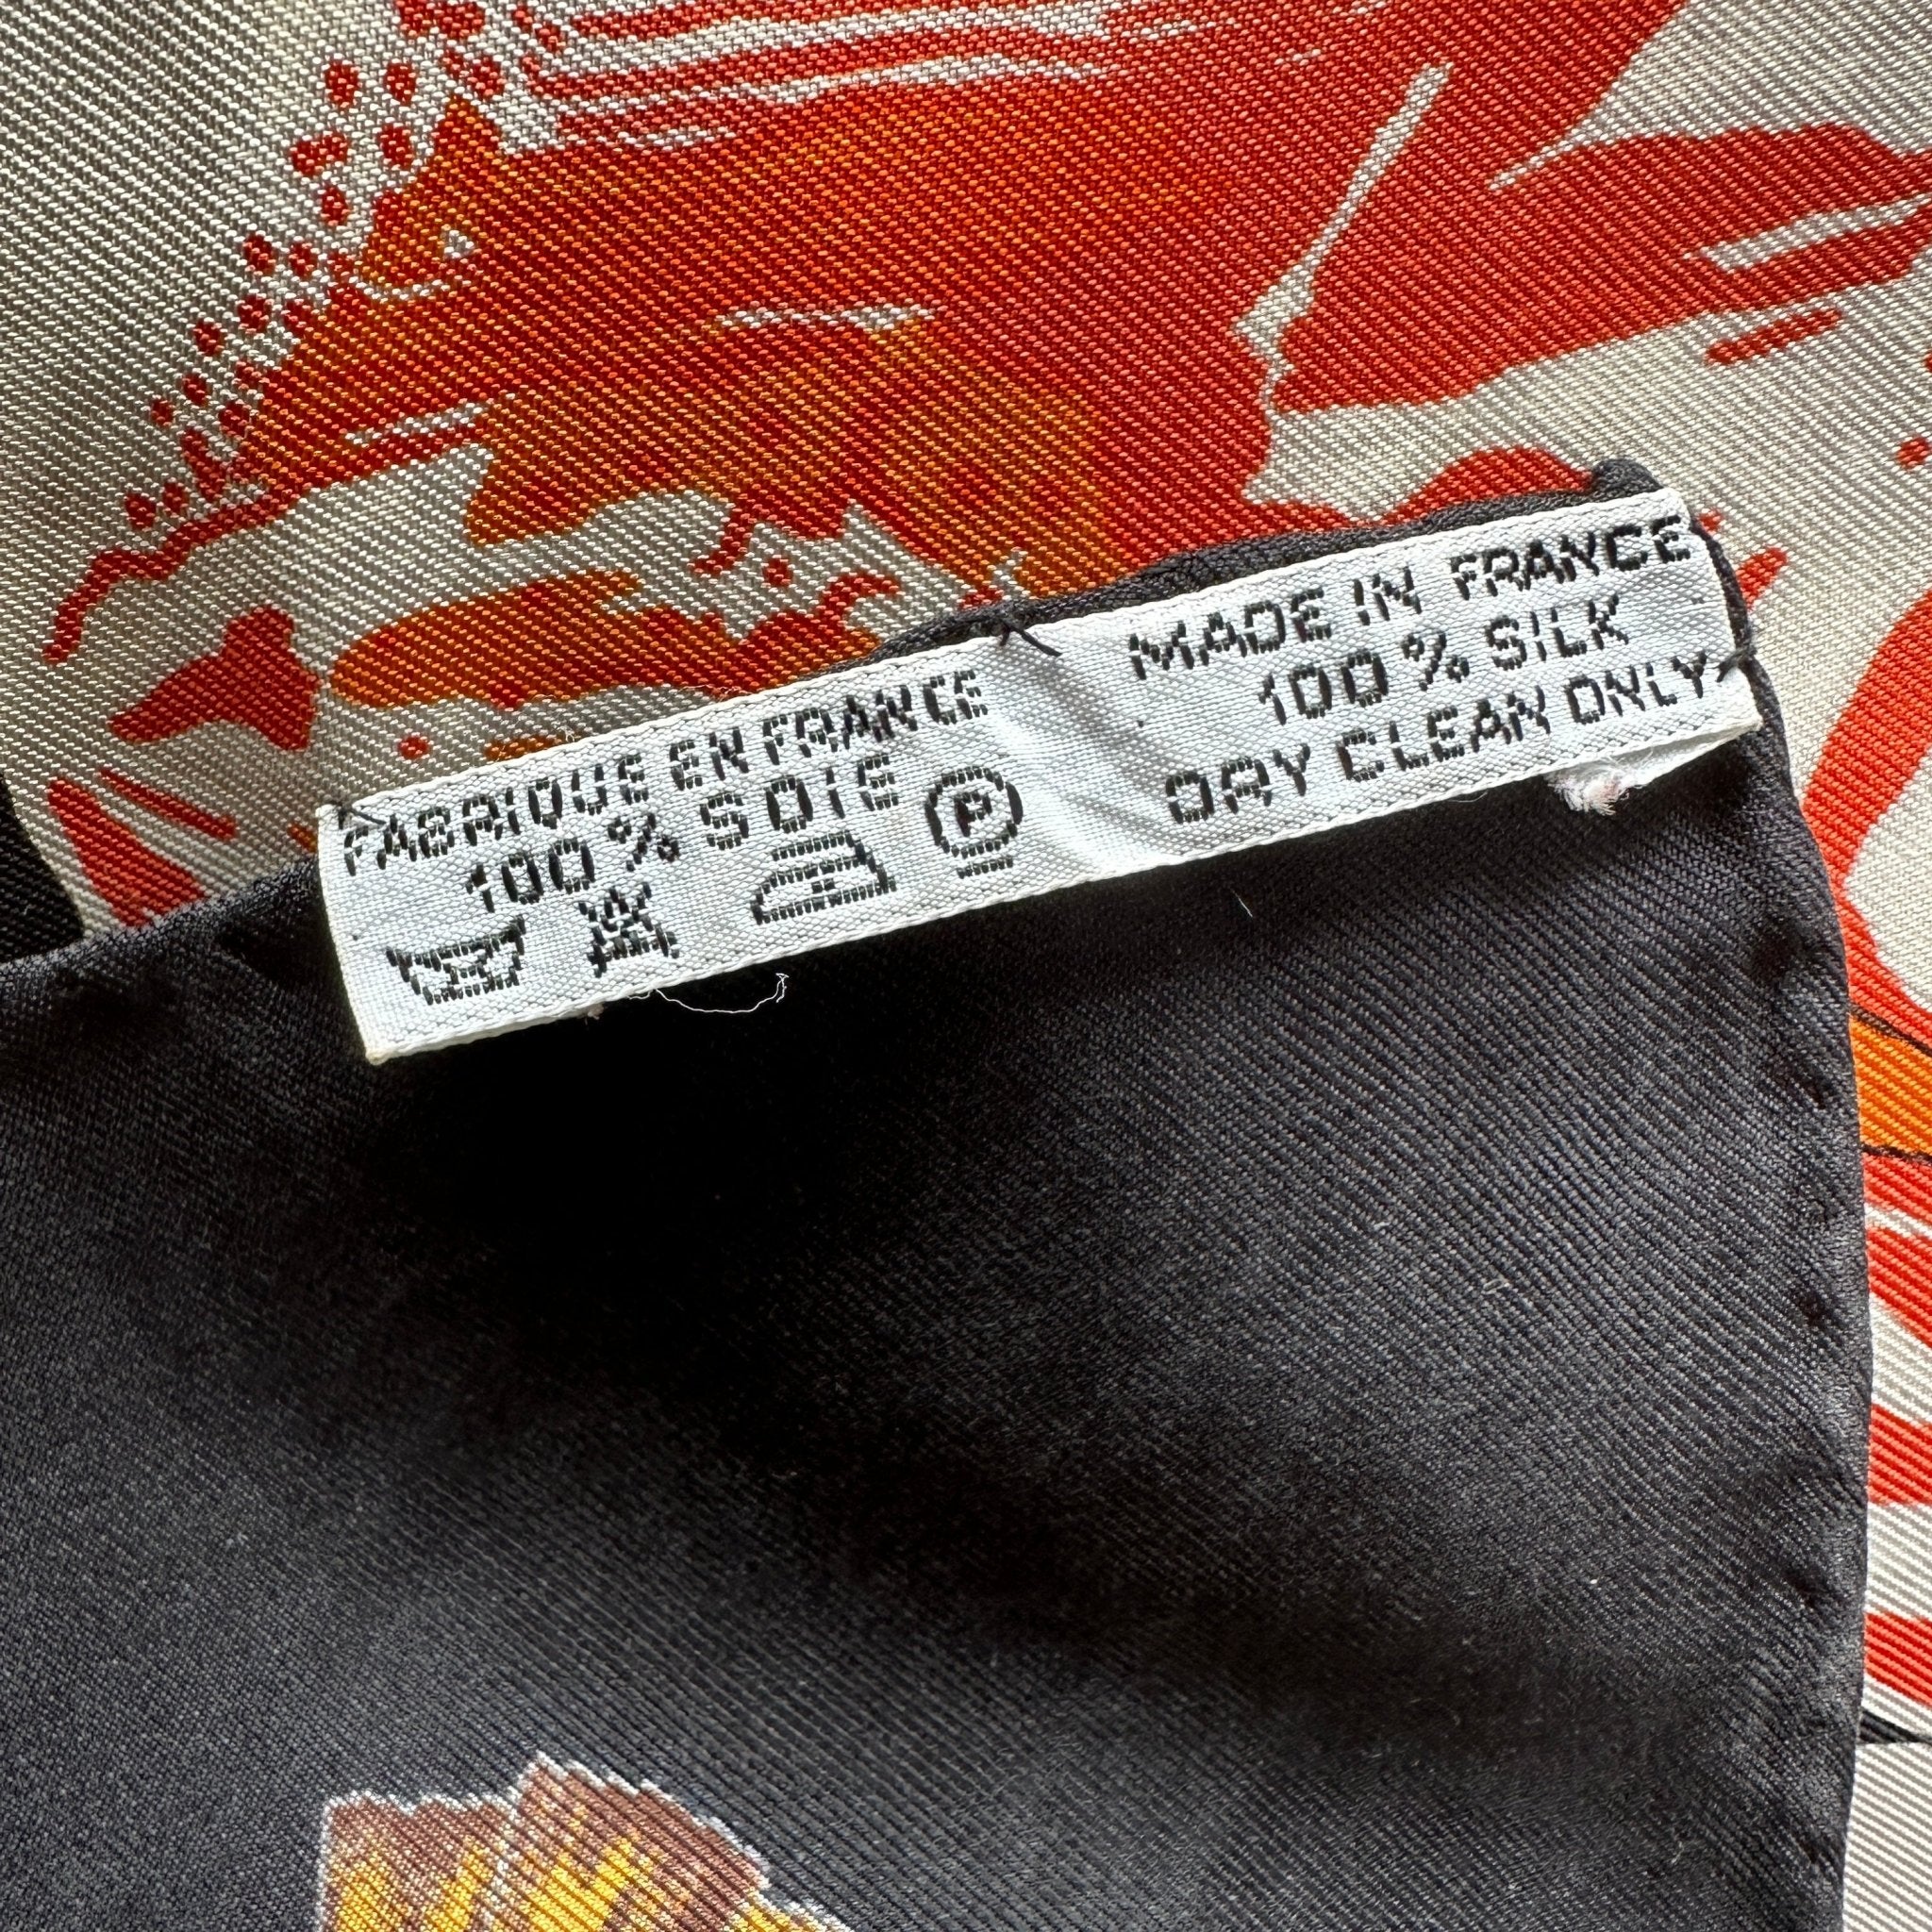 FABRIQUE EN FRANCE
100 % SOIE
P
MADE IN FRANCE
100 % SILK
DRY CLEAN ONLY